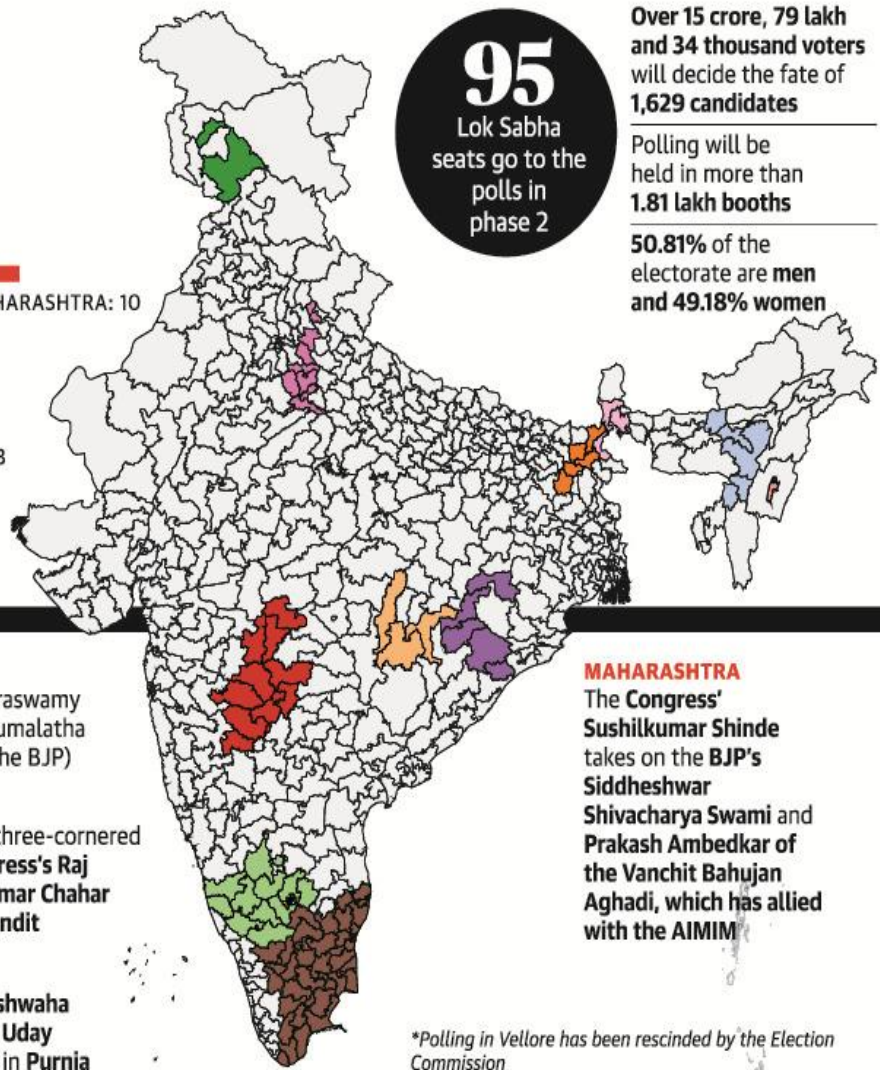 95
Lok Sabha
seats go to the
polls in
phase 2
Over 15 crore, 79 lakh
and 34 thousand voters
will decide the fate of
1,629 candidates
Polling will be
held in more than
1.81 lakh booths
50.81% of the
electorate are men
and 49.18% women
HARASHTRA: 10
3
raswamy
umalatha
he BJP)
three-cornered
ress's Raj
mar Chahar
ndit
shwaha
Uday
in Purnia
MAHARASHTRA
The Congress'
Sushilkumar Shinde
takes on the BJP's
Siddheshwar
Shivacharya Swami and
Prakash Ambedkar of
the Vanchit Bahujan
Aghadi, which has allied
with the AIMIM
*Polling in Vellore has been rescinded by the Election
Commission